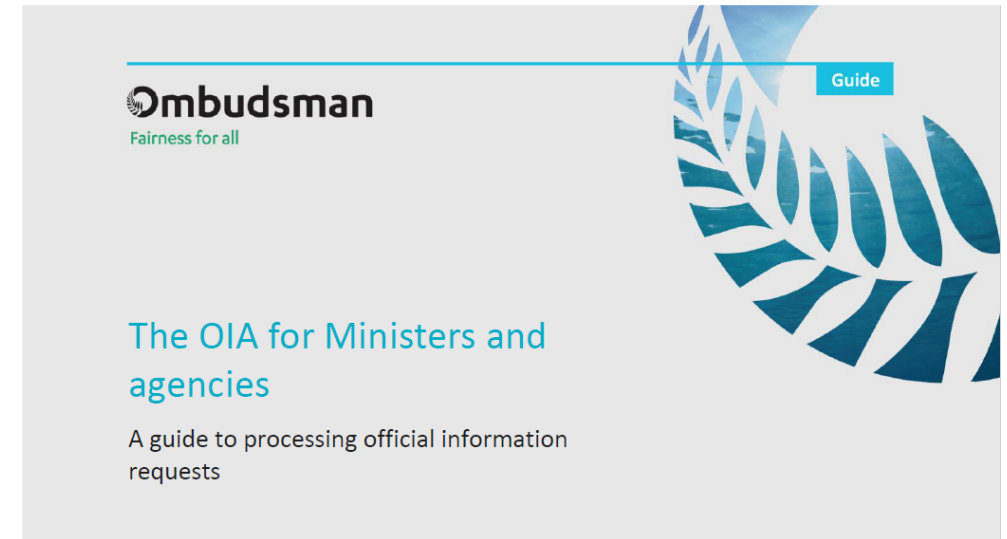 Guide
Ombudsman
Fairness for all
The OIA for Ministers and
agencies
A guide to processing official information
requests